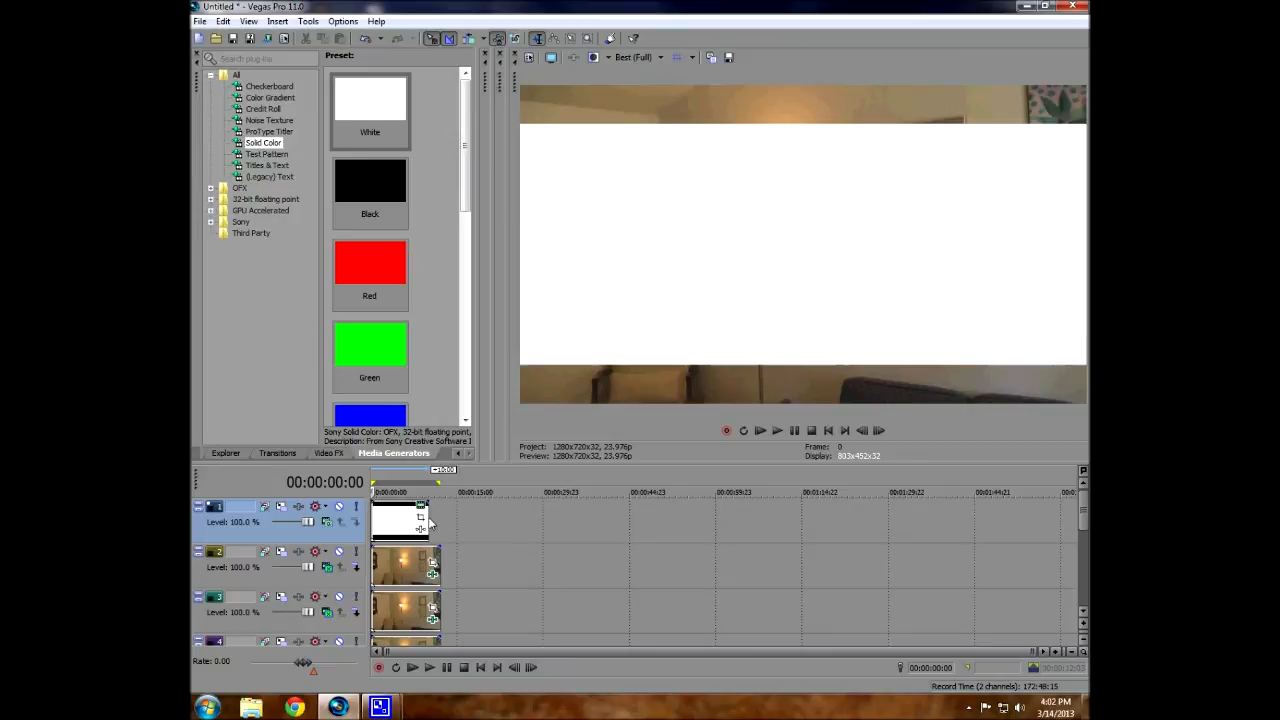 Untitled * - Vegas Pro 11.0
File Edit View Insert Tools Options Help
Search plug-ins
Preset:
Best (Full)
All
Checkerboard
Color Gradient
Credit Roll
Noise Texture
ProType Titler
Solid Color
Test Pattern
Titles & Text
(Legacy) Text
OFX
32-bit floating point
GPU Accelerated
Sony
Third Party
White
Black
Red
Green
Sony Solid Color: OFX, 32-bit floating point,
Description: From Sony Creative Software I
Explorer Transitions Video FX Media Generators
Project: 1280x720x32, 23.976p
Preview: 1280x720x32, 23.976p
Frame: 0
Display: 803x452x32
00:00:00:00
0:00:00:00 00:00:15:00 00:00:29:23 00:00:44:23 00:00:59:23 00:01:14:22 00:01:29:22 00:01:44:21 00:0
1
Level: 100.0 %
2
Level: 100.0 %
3
Level: 100.0 %
4
Rate: 0.00
00:00:00:00
00:00:12:03
Record Time (2 channels): 172:48:15
4:02 PM
3/14/2013